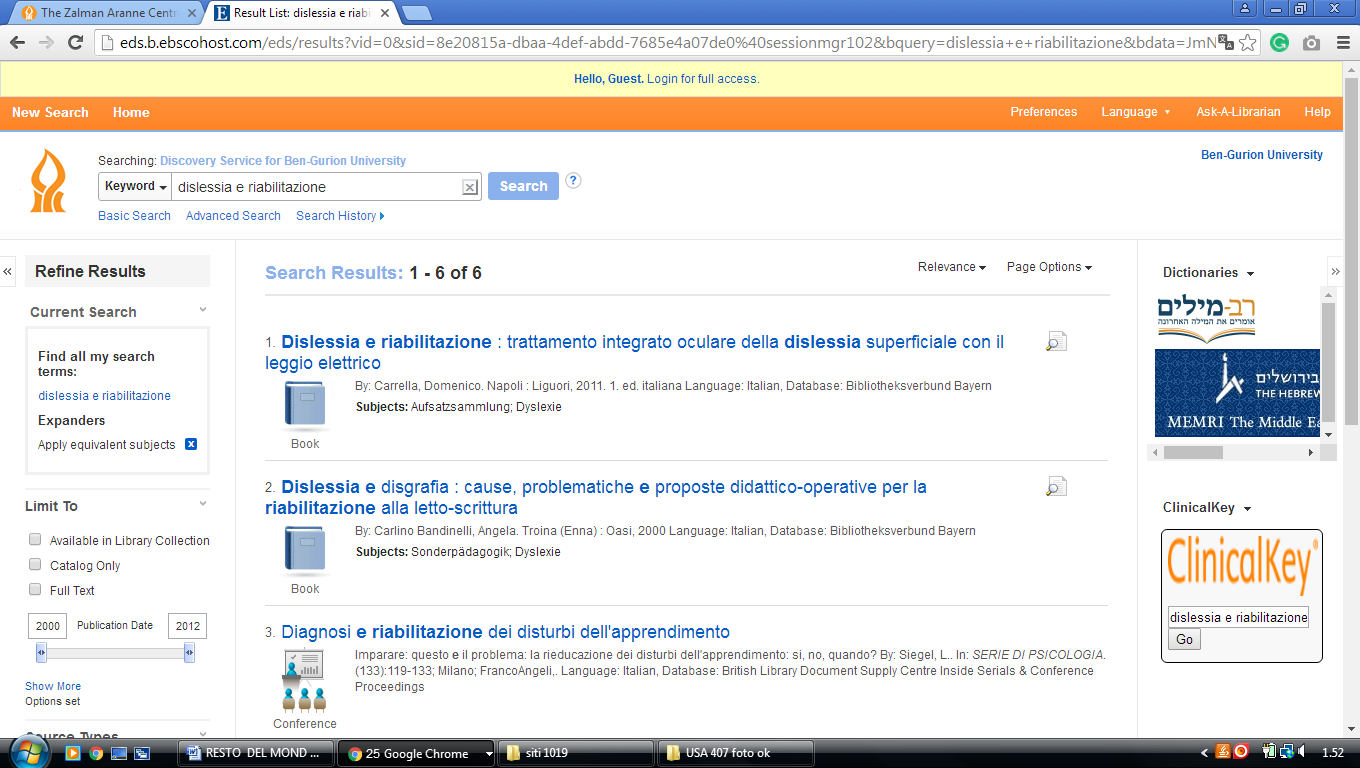 The Zalman Aranne Centr
Result List: dislessia e riabi
eds.b.ebscohost.com/eds/results?vid=0&sid=8e20815a-dbaa-4def-abdd-7685e4a07de0%40sessionmgr102&bquery=dislessia+e+riabilitazione&bdata=JmN
Hello, Guest. Login for full access.
New Search Home Preferences Language Ask-A-Librarian Help
Searching: Discovery Service for Ben-Gurion University
Ben-Gurion University
Keyword dislessia e riabilitazione Search ?
Basic Search Advanced Search Search History
Refine Results
Current Search
Find all my search
terms:
dislessia e riabilitazione
Expanders
Apply equivalent subjects
Limit To
Available in Library Collection
Catalog Only
Full Text
2000 Publication Date 2012
Show More
Options set
Source Types
Search Results: 1 - 6 of 6
Relevance Page Options
1. Dislessia e riabilitazione : trattamento integrato oculare della dislessia superficiale con il
leggio elettrico
By: Carrella, Domenico. Napoli : Liguori, 2011. 1. ed. italiana Language: Italian, Database: Bibliotheksverbund Bayern
Subjects: Aufsatzsammlung; Dyslexie
Book
2. Dislessia e disgrafia : cause, problematiche e proposte didattico-operative per la
riabilitazione alla letto-scrittura
By: Carlino Bandinelli, Angela. Troina (Enna) : Oasi, 2000 Language: Italian, Database: Bibliotheksverbund Bayern
Subjects: Sonderpädagogik; Dyslexie
Book
3. Diagnosi e riabilitazione dei disturbi dell'apprendimento
Imparare: questo e il problema: la rieducazione dei disturbi dell'apprendimento: si, no, quando? By: Siegel, L.. In: SERIE DI PSICOLOGIA.
(133):119-133; Milano; FrancoAngeli,. Language: Italian, Database: British Library Document Supply Centre Inside Serials & Conference
Proceedings
Conference
Dictionaries
רב-מילים
אומרים את המילה האחרונה
בירושלים
THE HEBREW
MEMRI The Middle Ea
ClinicalKey
ClinicalKey®
dislessia e riabilitazione
Go
RESTO DEL MOND ...
25 Google Chrome
siti 1019
USA 407 foto ok
1.52